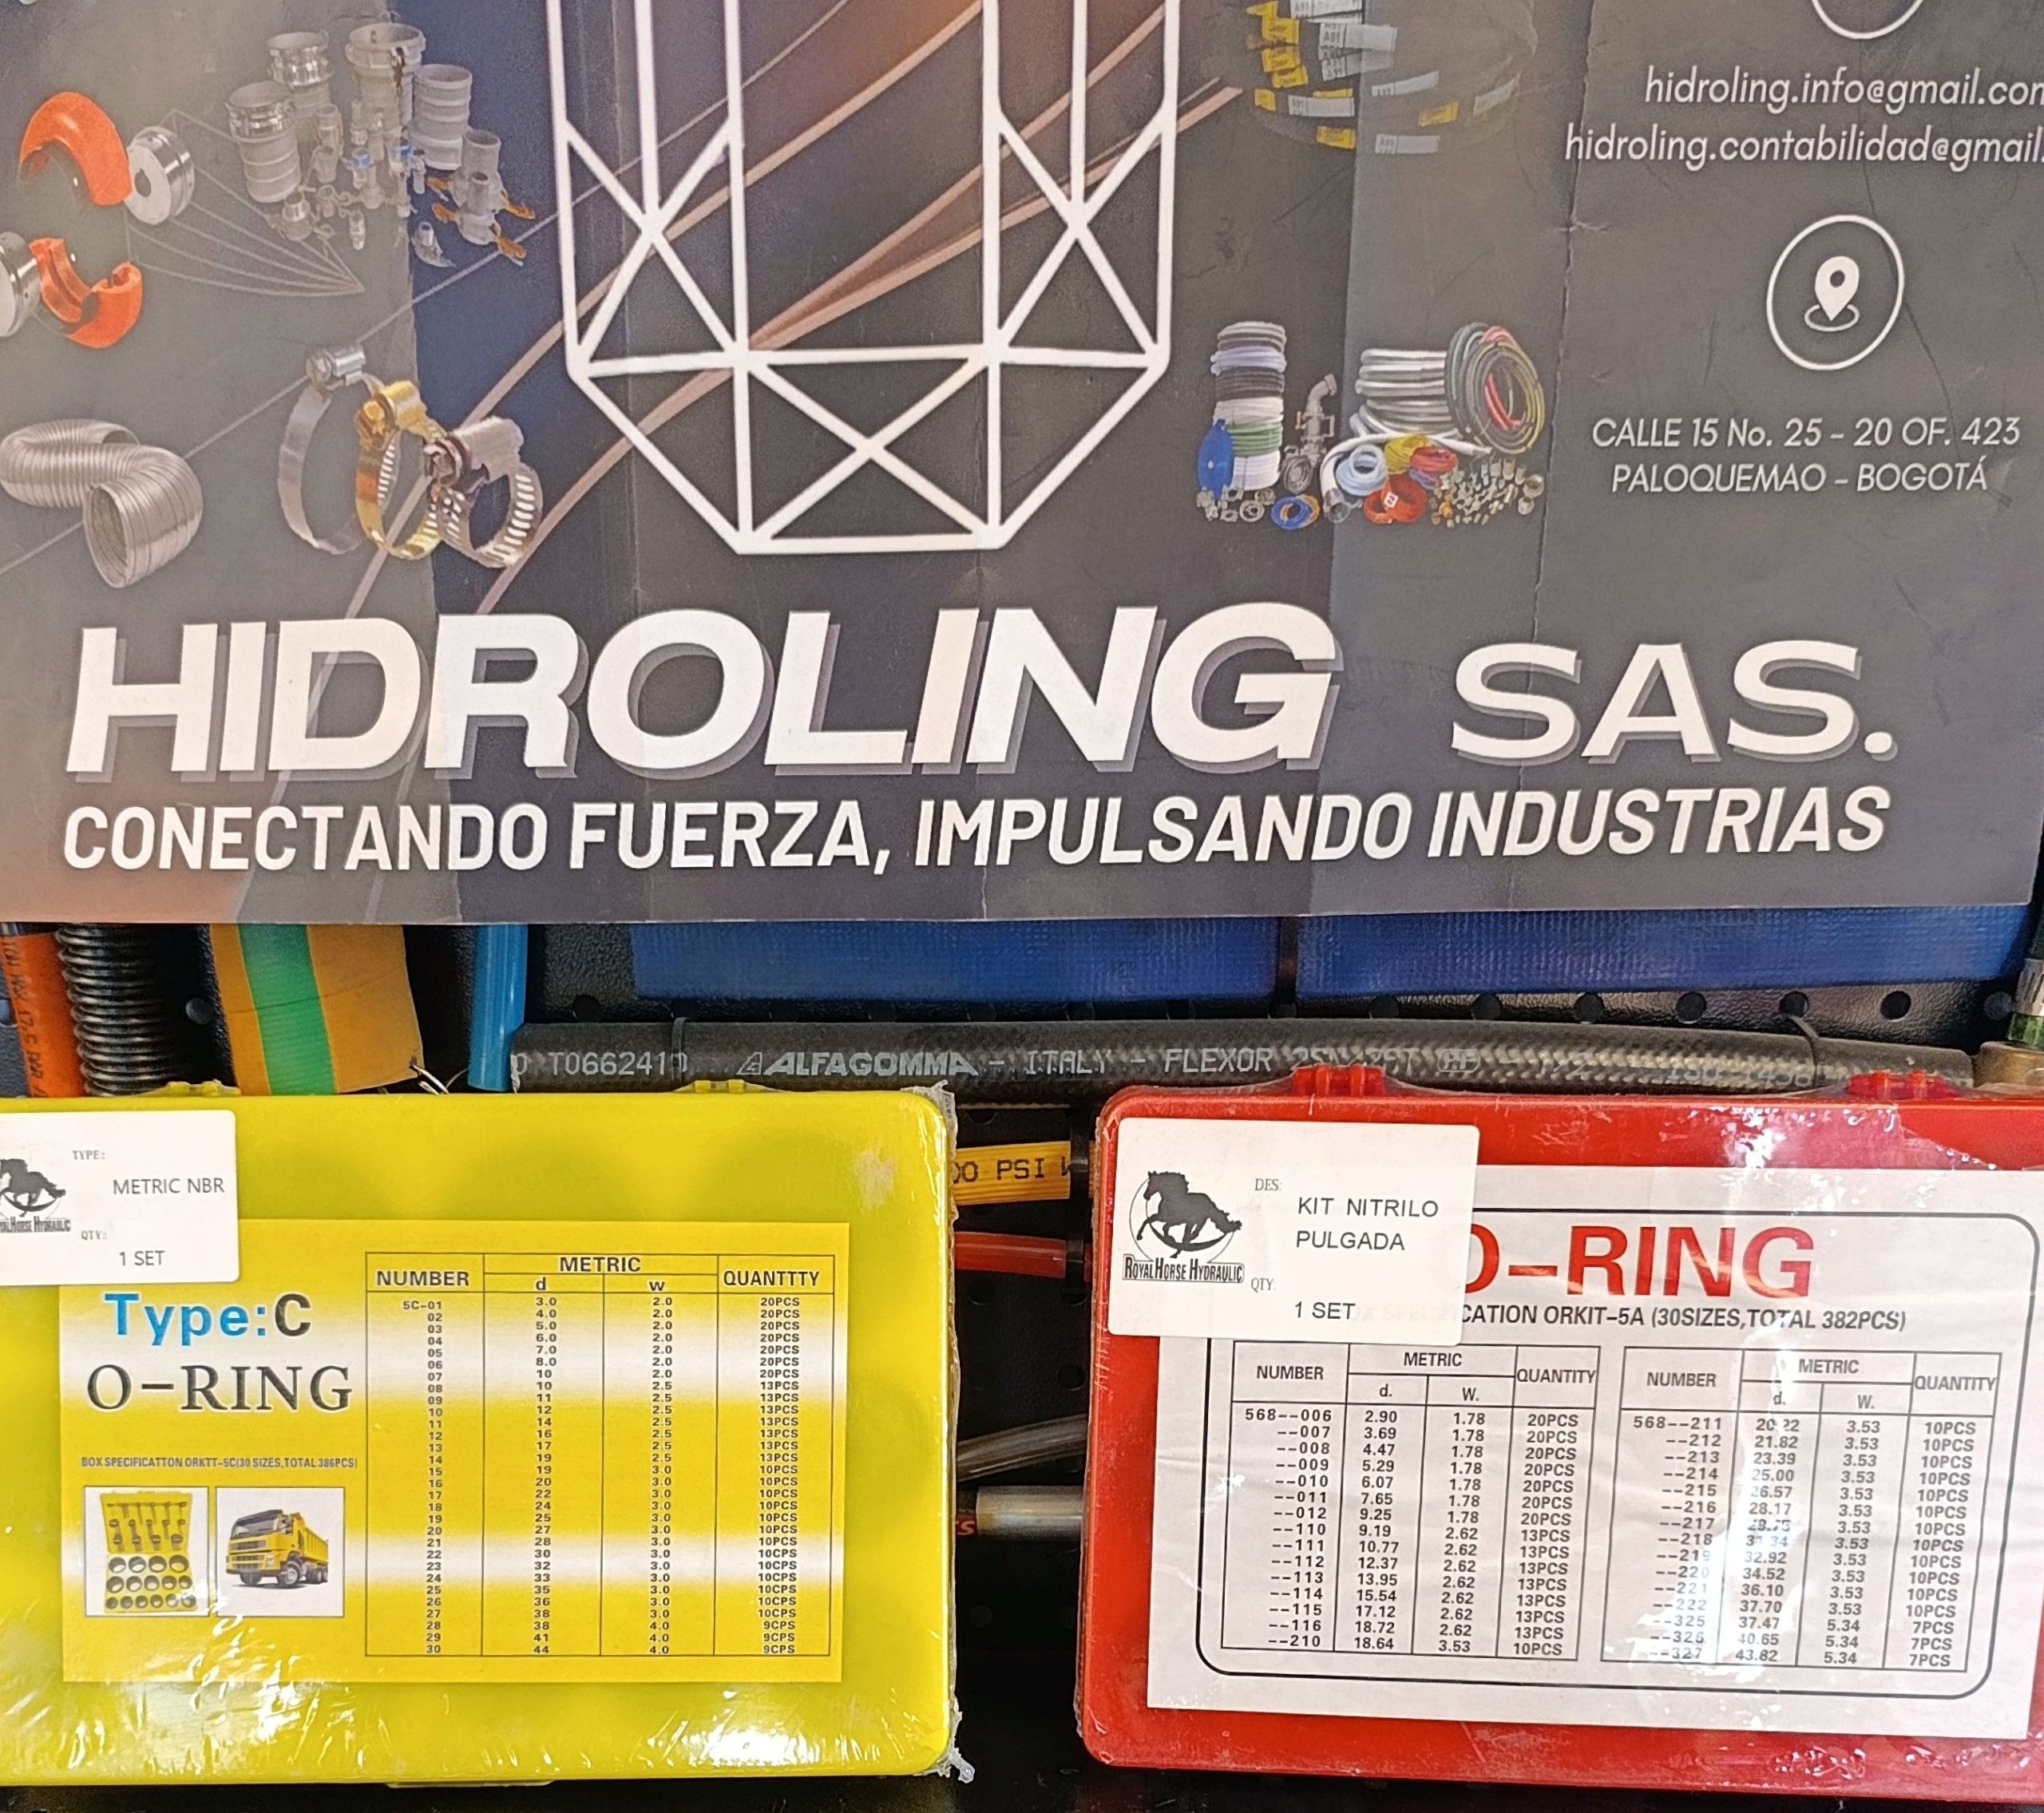 hidroling.info@gmail.co
hidroling.contabilidad@gmail.
CALLE 15 No. 25 - 20 OF. 423
PALOQUEMAO - BOGOTÁ
HIDROLING SAS.
CONECTANDO FUERZA, IMPULSANDO INDUSTRIAS
ALFAGOMMA - ITALY - FLEXOR
PSI
TYPE:
METRIC NBR
QTY:
1 SET
Type:C
O-RING
BOX SPECIFICATTON ORKTT-5C(30 SIZES,TOTAL 386PCS)
NUMBER METRIC QUANTTTY
d w
5C-01 3.0 2.0 20PCS
02 4.0 2.0 20PCS
03 5.0 2.0 20PCS
04 6.0 2.0 20PCS
05 7.0 2.0 20PCS
06 8.0 2.0 20PCS
07 10 2.0 20PCS
08 10 2.5 13PCS
09 11 2.5 13PCS
10 12 2.5 13PCS
11 14 2.5 13PCS
12 16 2.5 13PCS
13 17 2.5 13PCS
14 19 2.5 13PCS
15 19 3.0 10PCS
16 20 3.0 10PCS
17 22 3.0 10PCS
18 24 3.0 10PCS
19 25 3.0 10PCS
20 27 3.0 10PCS
21 28 3.0 10PCS
22 30 3.0 10CPS
23 32 3.0 10CPS
24 33 3.0 10CPS
25 35 3.0 10CPS
26 36 3.0 10CPS
27 38 3.0 10CPS
28 38 4.0 9CPS
29 41 4.0 9CPS
30 44 4.0 9CPS
DES:
KIT NITRILO
PULGADA
ROYAL HORSE HYDRAULIC
QTY:
1 SET
O-RING
CATION ORKIT-5A (30SIZES,TOTAL 382PCS)
NUMBER METRIC QUANTITY
d. W.
568--006 2.90 1.78 20PCS
--007 3.69 1.78 20PCS
--008 4.47 1.78 20PCS
--009 5.29 1.78 20PCS
--010 6.07 1.78 20PCS
--011 7.65 1.78 20PCS
--012 9.25 1.78 20PCS
--110 9.19 2.62 13PCS
--111 10.77 2.62 13PCS
--112 12.37 2.62 13PCS
--113 13.95 2.62 13PCS
--114 15.54 2.62 13PCS
--115 17.12 2.62 13PCS
--116 18.72 2.62 13PCS
--210 18.64 3.53 10PCS
NUMBER METRIC QUANTITY
d. W.
568--211 20.22 3.53 10PCS
--212 21.82 3.53 10PCS
--213 23.39 3.53 10PCS
--214 25.00 3.53 10PCS
--215 26.57 3.53 10PCS
--216 28.17 3.53 10PCS
--217 3.53 10PCS
--218 3.53 10PCS
--219 32.92 3.53 10PCS
--220 34.52 3.53 10PCS
--221 36.10 3.53 10PCS
--222 37.70 3.53 10PCS
--325 37.47 5.34 7PCS
--326 40.65 5.34 7PCS
--327 43.82 5.34 7PCS